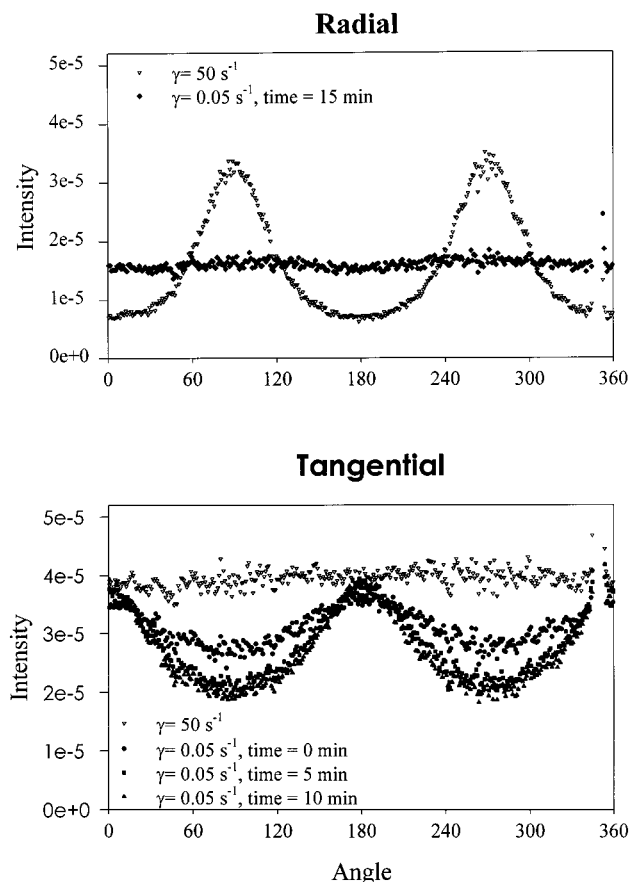 Radial
5e-5
4e-5
3e-5
2e-5
1e-5
0e+0
Intensity
γ= 50 s⁻¹
γ= 0.05 s⁻¹, time = 15 min
0 60 120 180 240 300 360
Tangential
5e-5
4e-5
3e-5
2e-5
1e-5
0e+0
Intensity
γ= 50 s⁻¹
γ= 0.05 s⁻¹, time = 0 min
γ= 0.05 s⁻¹, time = 5 min
γ= 0.05 s⁻¹, time = 10 min
0 60 120 180 240 300 360
Angle